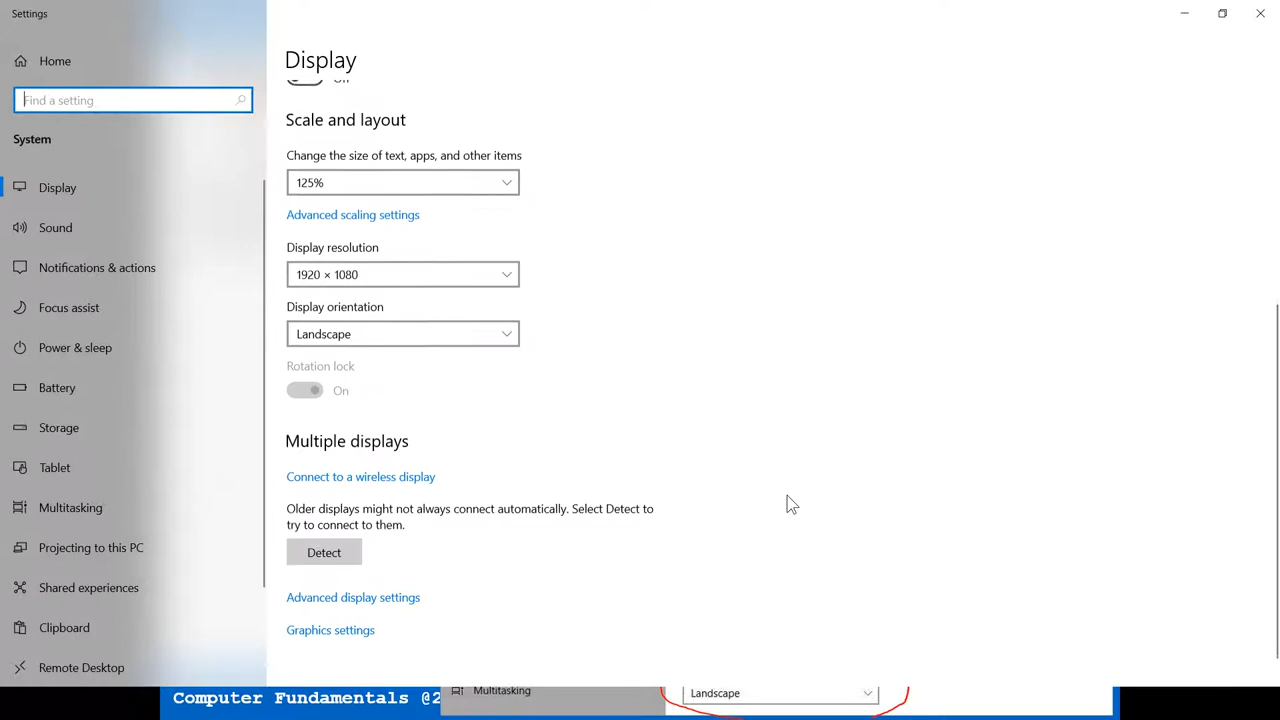 Settings
Home
Find a setting
System
Display
Sound
Notifications & actions
Focus assist
Power & sleep
Battery
Storage
Tablet
Multitasking
Projecting to this PC
Shared experiences
Clipboard
Remote Desktop
Display
Scale and layout
Change the size of text, apps, and other items
125%
Advanced scaling settings
Display resolution
1920 × 1080
Display orientation
Landscape
Rotation lock
On
Multiple displays
Connect to a wireless display
Older displays might not always connect automatically. Select Detect to
try to connect to them.
Detect
Advanced display settings
Graphics settings
Computer Fundamentals @2
Multitasking
Landscape